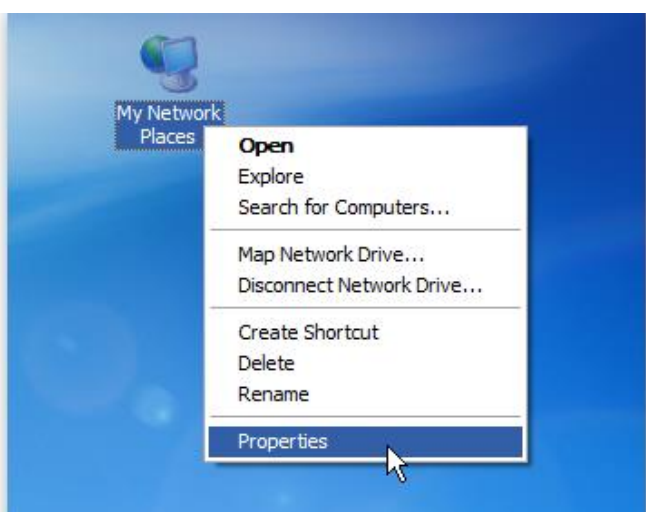 My Network
Places
Open
Explore
Search for Computers...
Map Network Drive...
Disconnect Network Drive...
Create Shortcut
Delete
Rename
Properties